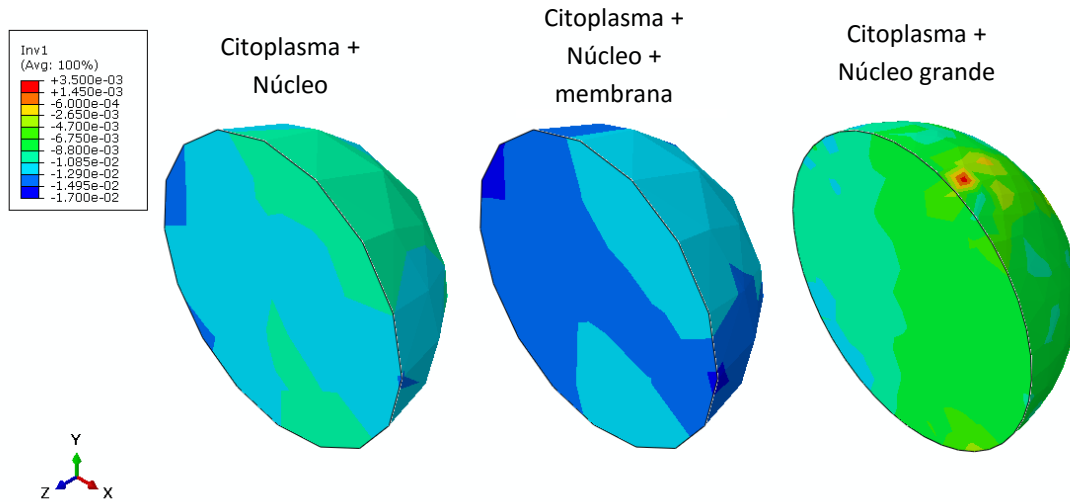 Inv1
(Avg: 100%)
+3.500e-03
+1.450e-03
-6.000e-04
-2.650e-03
-4.700e-03
-6.750e-03
-8.800e-03
-1.085e-02
-1.290e-02
-1.495e-02
-1.700e-02
Citoplasma +
Núcleo
Citoplasma +
Núcleo +
membrana
Citoplasma +
Núcleo grande
Y
Z
X